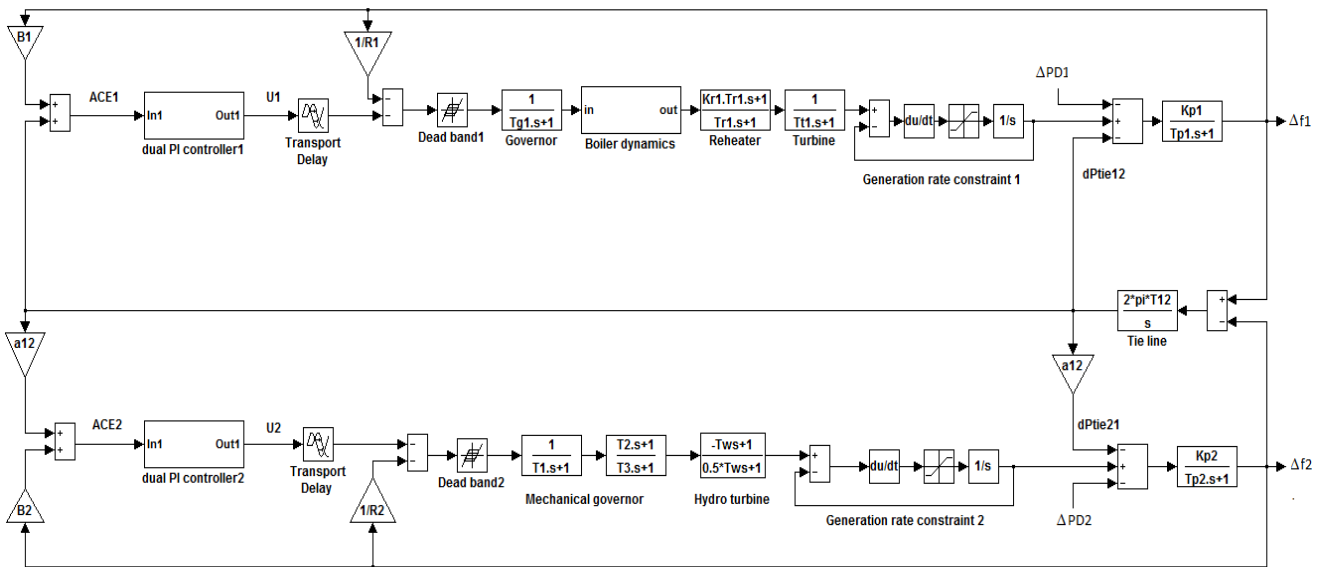 B1
1/R1
ΔPD1
+
+
ACE1
In1
Out1
dual PI controller1
U1
Transport
Delay
−
−
Dead band1
1
Tg1.s+1
Governor
in
out
Boiler dynamics
Kr1.Tr1.s+1
Tr1.s+1
Reheater
1
Tt1.s+1
Turbine
+
−
du/dt
1/s
Generation rate constraint 1
−
+
−
dPtie12
Kp1
Tp1.s+1
Δf1
2*pi*T12
s
Tie line
+
−
a12
a12
+
+
ACE2
In1
Out1
dual PI controller2
U2
Transport
Delay
−
−
Dead band2
1
T1.s+1
T2.s+1
T3.s+1
Mechanical governor
-Tws+1
0.5*Tws+1
Hydro turbine
+
−
du/dt
1/s
Generation rate constraint 2
dPtie21
−
+
−
Kp2
Tp2.s+1
Δf2
B2
1/R2
ΔPD2